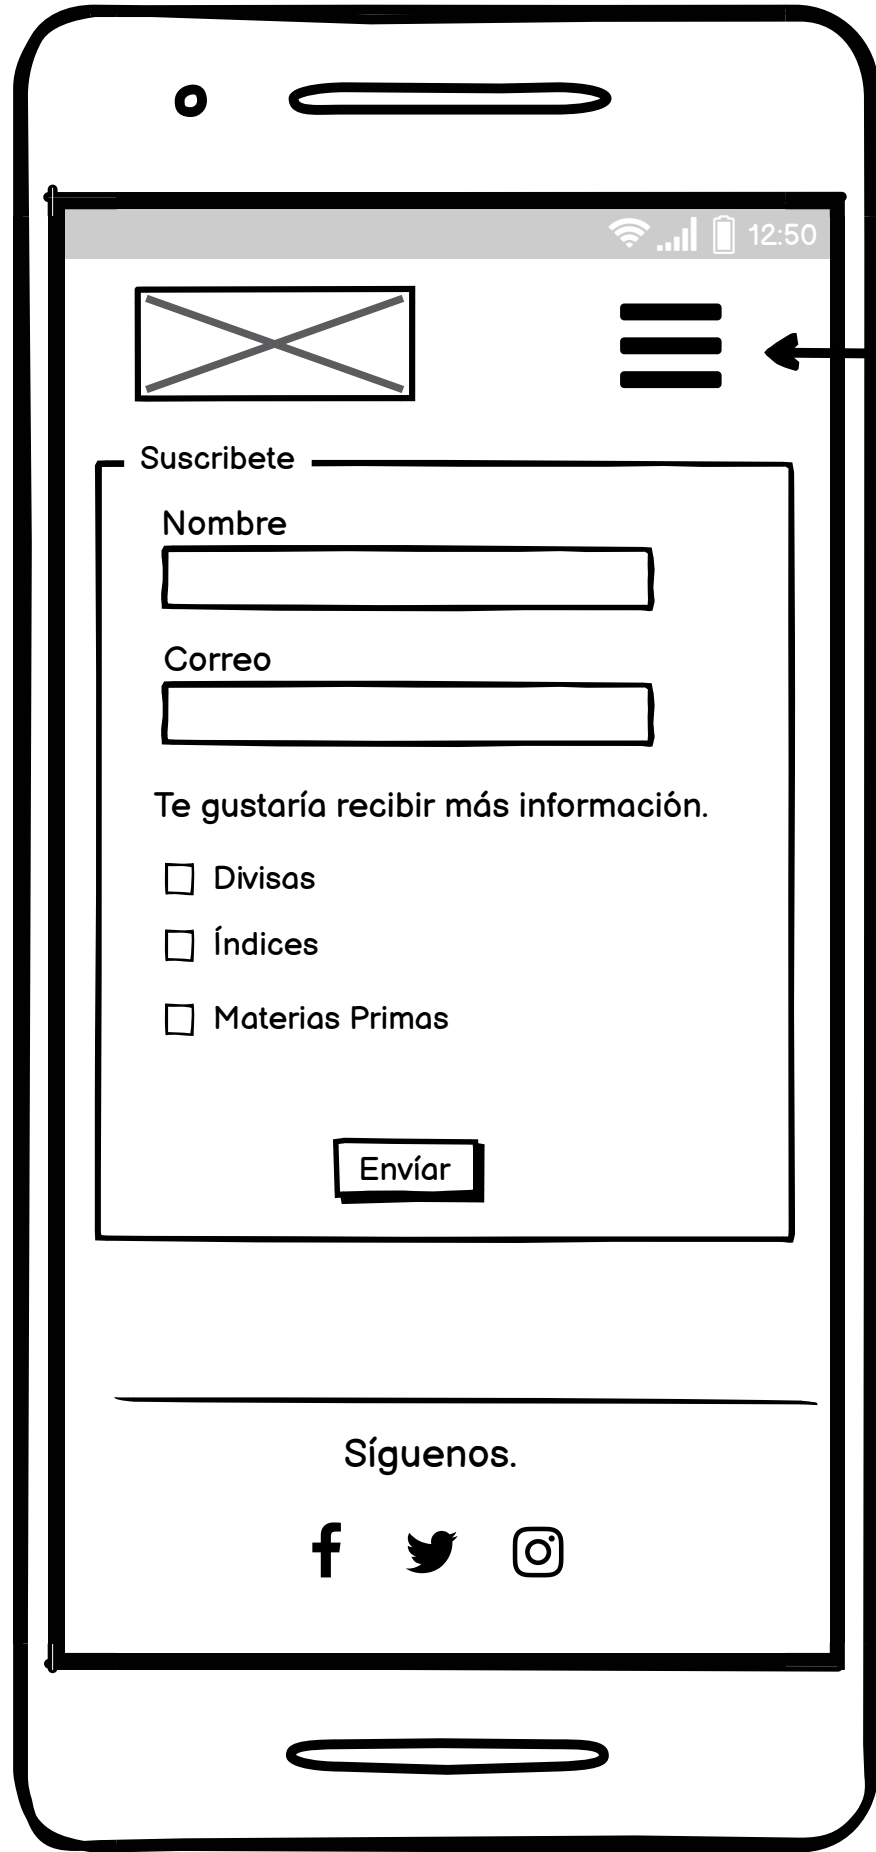 12:50
Suscribete
Nombre
Correo
Te gustaría recibir más información.
Divisas
Índices
Materias Primas
Envíar
Síguenos.